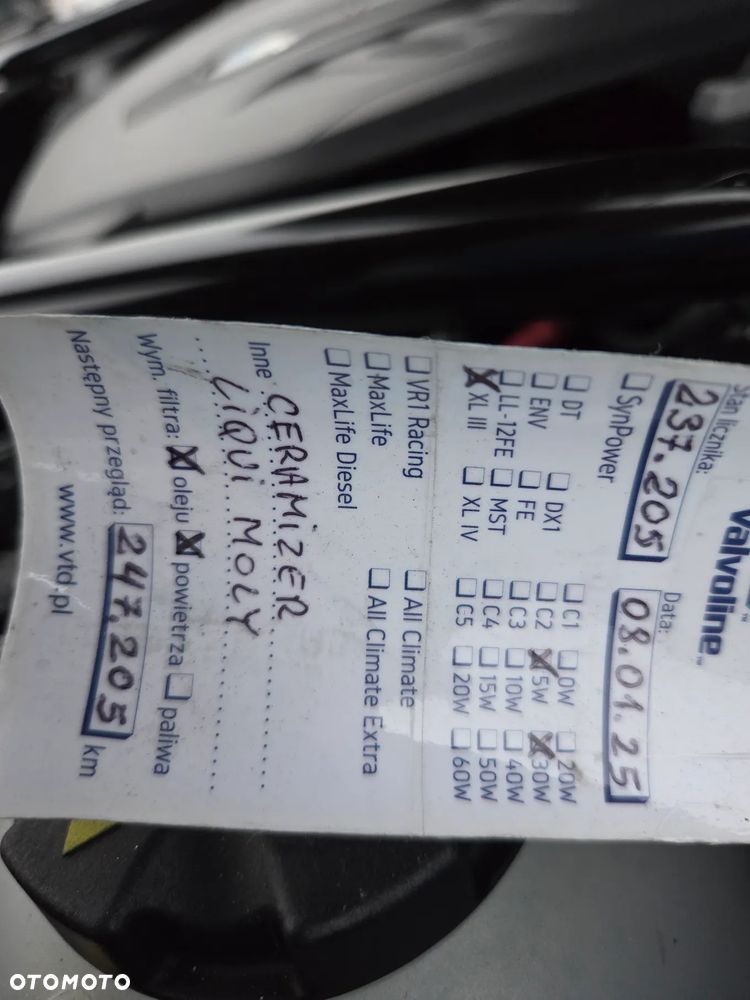 Valvoline™
Stan licznika: Data:
237.205 08.01.25
☐ SynPower
☐ DT ☐ DX1 ☐ C1 ☐ 0W ☐ 20W
☐ ENV ☐ FE ☐ C2 ☒ 5W ☒ 30W
☐ LL-12FE ☐ MST ☐ C3 ☐ 10W ☐ 40W
☒ XL III ☐ XL IV ☐ C4 ☐ 15W ☐ 50W
☐ C5 ☐ 20W ☐ 60W
☐ VR1 Racing ☐ All Climate
☐ MaxLife ☐ All Climate Extra
☐ MaxLife Diesel
Inne CERAMIZER
LIQUI MOLY
Wym. filtra: ☒ oleju ☒ powietrza ☐ paliwa
Następny przegląd: 247.205 km
www.vtd.pl
OTOMOTO